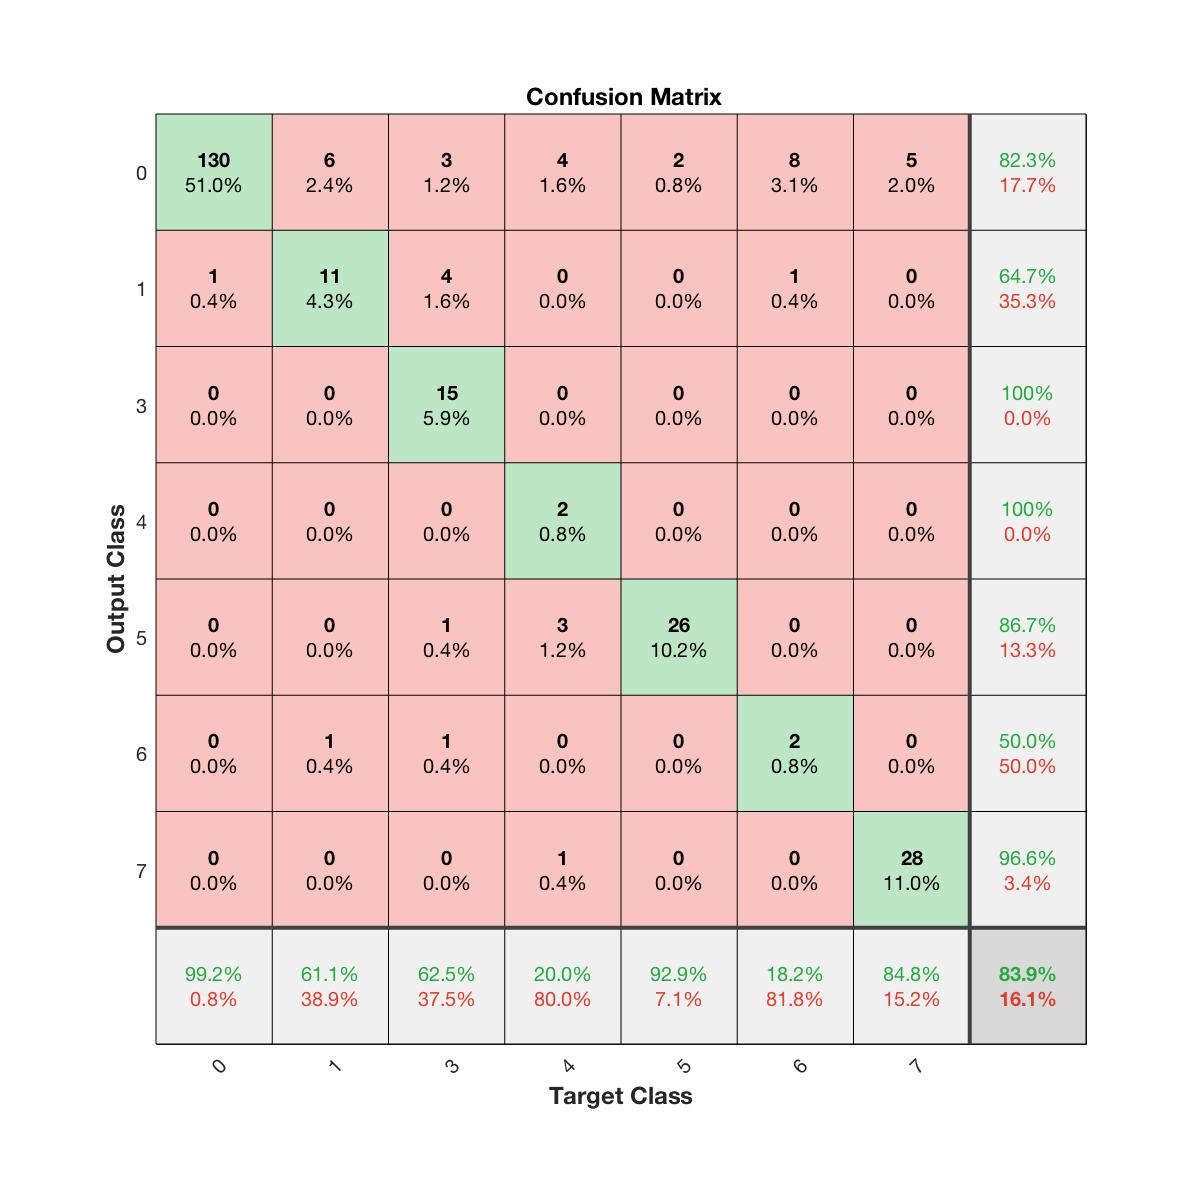 Confusion Matrix
0 130 6 3 4 2 8 5 82.3%
51.0% 2.4% 1.2% 1.6% 0.8% 3.1% 2.0% 17.7%
1 1 11 4 0 0 1 0 64.7%
0.4% 4.3% 1.6% 0.0% 0.0% 0.4% 0.0% 35.3%
3 0 0 15 0 0 0 0 100%
0.0% 0.0% 5.9% 0.0% 0.0% 0.0% 0.0% 0.0%
4 0 0 0 2 0 0 0 100%
0.0% 0.0% 0.0% 0.8% 0.0% 0.0% 0.0% 0.0%
5 0 0 1 3 26 0 0 86.7%
0.0% 0.0% 0.4% 1.2% 10.2% 0.0% 0.0% 13.3%
6 0 1 1 0 0 2 0 50.0%
0.0% 0.4% 0.4% 0.0% 0.0% 0.8% 0.0% 50.0%
7 0 0 0 1 0 0 28 96.6%
0.0% 0.0% 0.0% 0.4% 0.0% 0.0% 11.0% 3.4%
99.2% 61.1% 62.5% 20.0% 92.9% 18.2% 84.8% 83.9%
0.8% 38.9% 37.5% 80.0% 7.1% 81.8% 15.2% 16.1%
0 1 3 4 5 6 7
Target Class
Output Class